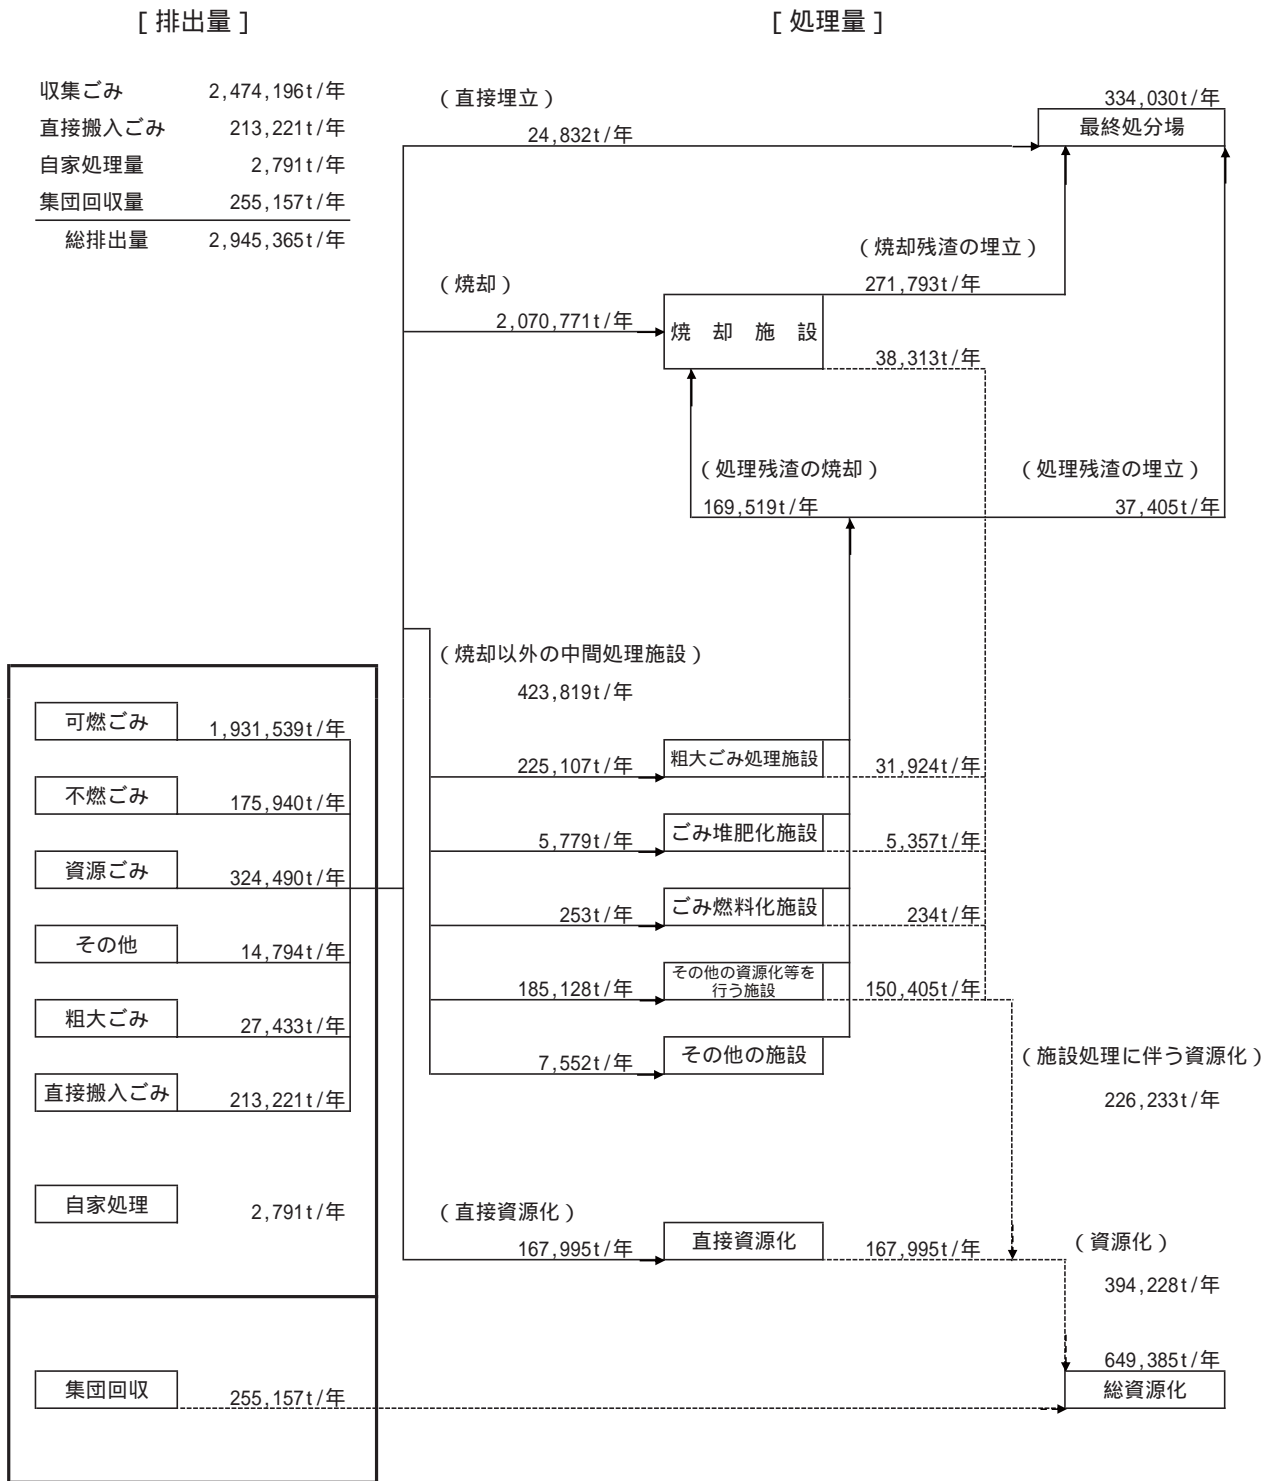 [ 排出量 ]
[ 処理量 ]
収集ごみ 2,474,196t/年
直接搬入ごみ 213,221t/年
自家処理量 2,791t/年
集団回収量 255,157t/年
総排出量 2,945,365t/年
(直接埋立)
24,832t/年
334,030t/年
最終処分場
(焼却残渣の埋立)
271,793t/年
(焼却)
2,070,771t/年
焼却施設
38,313t/年
(処理残渣の焼却)
169,519t/年
(処理残渣の埋立)
37,405t/年
(焼却以外の中間処理施設)
423,819t/年
可燃ごみ 1,931,539t/年
不燃ごみ 175,940t/年
資源ごみ 324,490t/年
その他 14,794t/年
粗大ごみ 27,433t/年
直接搬入ごみ 213,221t/年
自家処理 2,791t/年
集団回収 255,157t/年
225,107t/年 粗大ごみ処理施設 31,924t/年
5,779t/年 ごみ堆肥化施設 5,357t/年
253t/年 ごみ燃料化施設 234t/年
185,128t/年 その他の資源化等を
行う施設 150,405t/年
7,552t/年 その他の施設
(施設処理に伴う資源化)
226,233t/年
(直接資源化)
167,995t/年 直接資源化 167,995t/年
(資源化)
394,228t/年
649,385t/年
総資源化